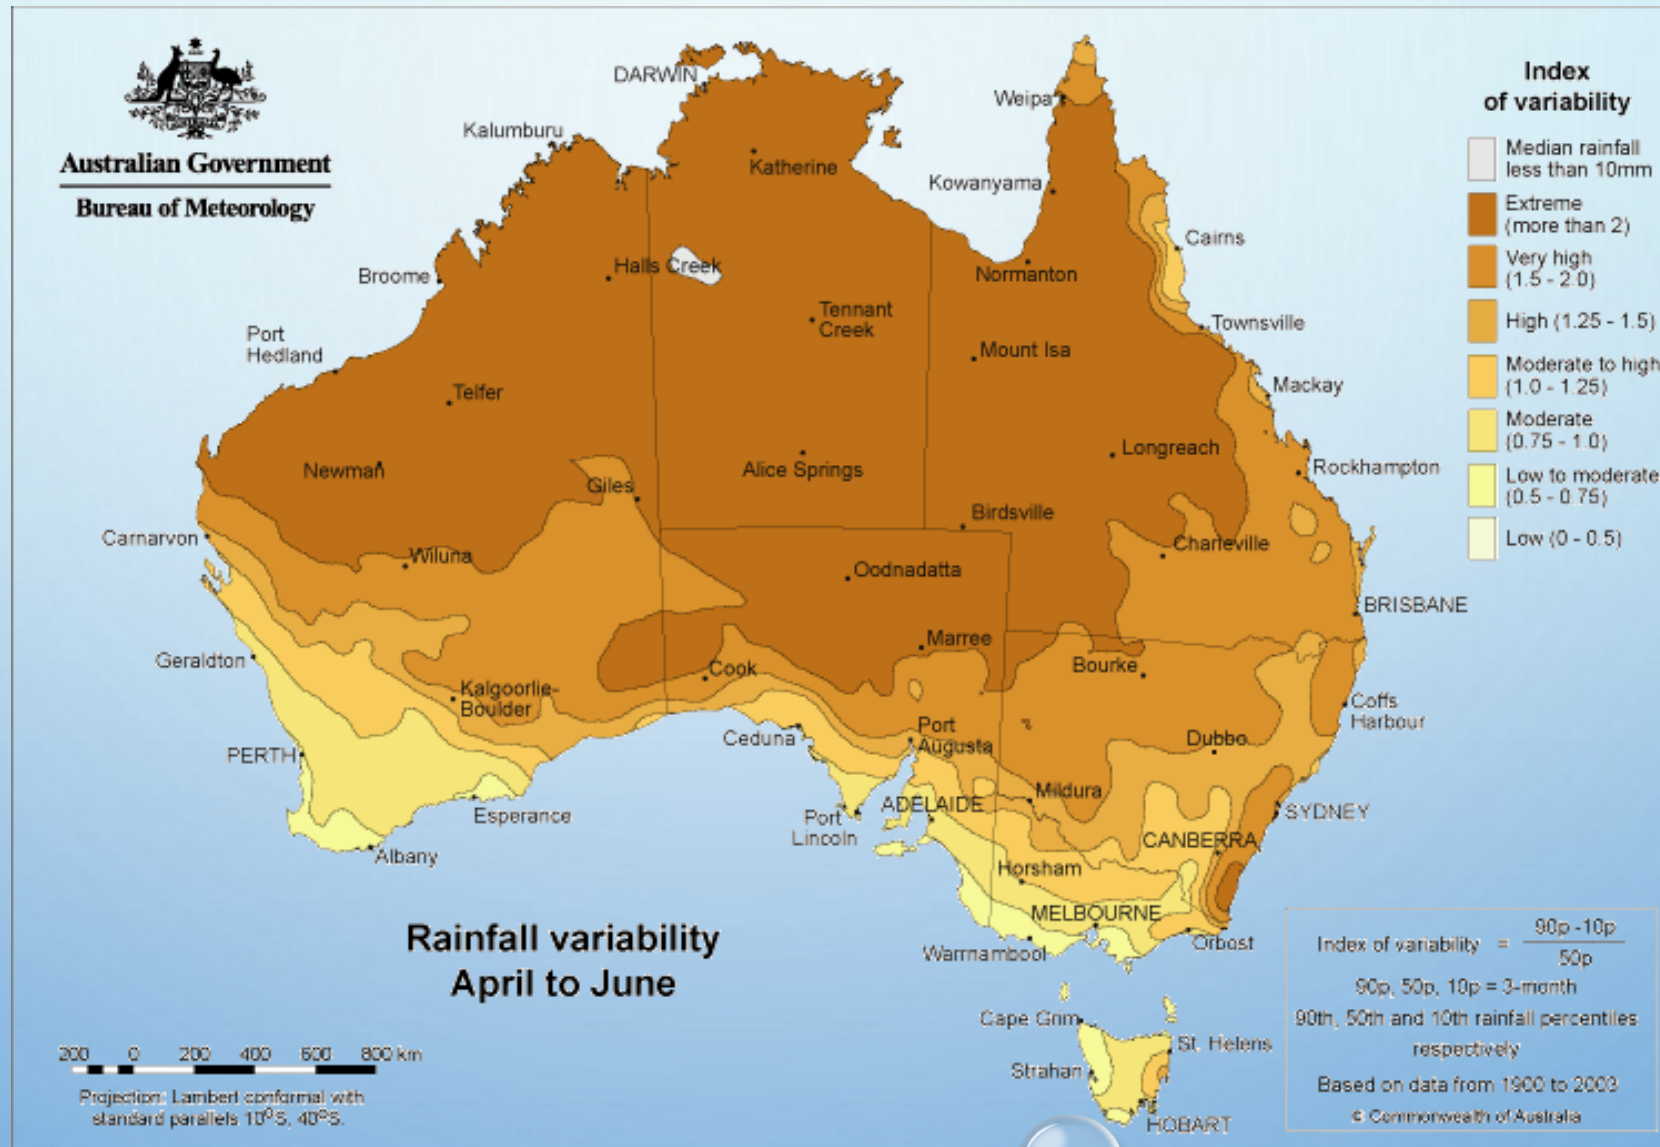 Australian Government
Bureau of Meteorology
Index
of variability
Median rainfall
less than 10mm
Extreme
(more than 2)
Very high
(1.5 - 2.0)
High (1.25 - 1.5)
Moderate to high
(1.0 - 1.25)
Moderate
(0.75 - 1.0)
Low to moderate
(0.5 - 0.75)
Low (0 - 0.5)
DARWIN
Weipa
Kalumburu
Katherine
Kowanyama
Cairns
Halls Creek
Broome
Normanton
Tennant
Creek
Townsville
Port
Hedland
Mount Isa
Mackay
Telfer
Longreach
Newman
Alice Springs
Rockhampton
Giles
Birdsville
Carnarvon
Wiluna
Charleville
Oodnadatta
BRISBANE
Marree
Geraldton
Cook
Bourke
Kalgoorlie-
Boulder
Coffs
Harbour
Ceduna
Port
Augusta
Dubbo
PERTH
Mildura
Esperance
Port
Lincoln
ADELAIDE
SYDNEY
CANBERRA
Albany
Horsham
MELBOURNE
Warrnambool
Orbost
Cape Grim
St. Helens
Strahan
HOBART
Rainfall variability
April to June
200 0 200 400 600 800 km
Projection: Lambert conformal with
standard parallels 10°S, 40°S.
Index of variability = 90p -10p
50p
90p, 50p, 10p = 3-month
90th, 50th and 10th rainfall percentiles
respectively
Based on data from 1900 to 2003
© Commonwealth of Australia